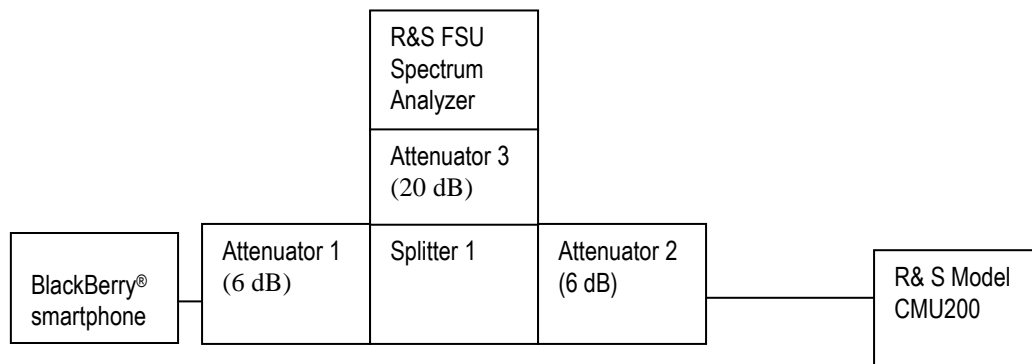 R&S FSU
Spectrum
Analyzer
Attenuator 3
(20 dB)
BlackBerry®
smartphone
Attenuator 1
(6 dB)
Splitter 1
Attenuator 2
(6 dB)
R& S Model
CMU200